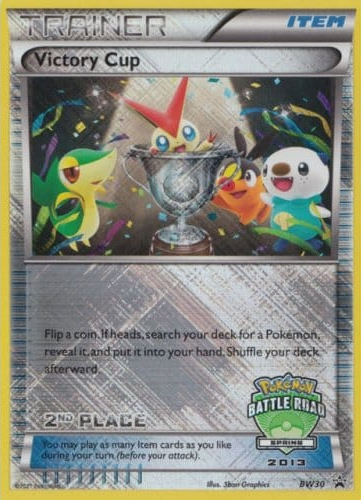 TRAINER
ITEM
Victory Cup
Flip a coin. If heads, search your deck for a Pokémon,
reveal it, and put it into your hand. Shuffle your deck
afterward.
Pokémon
BATTLE ROAD
SPRING
2013
2ND PLACE
You may play as many Item cards as you like
during your turn (before your attack).
Illus. Skan Graphics
BW30